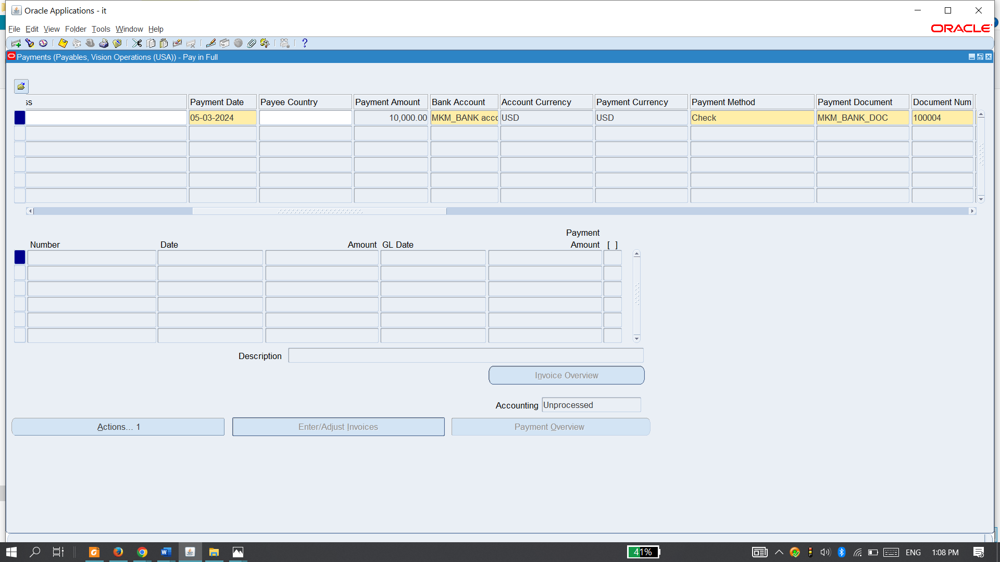 Oracle Applications - it
File Edit View Folder Tools Window Help
ORACLE
Payments (Payables, Vision Operations (USA)) - Pay in Full
ss Payment Date Payee Country Payment Amount Bank Account Account Currency Payment Currency Payment Method Payment Document Document Num
05-03-2024 10,000.00 MKM_BANK acco USD USD Check MKM_BANK_DOC 100004
Payment
Number Date Amount GL Date Amount [ ]
Description
Invoice Overview
Accounting Unprocessed
Actions... 1 Enter/Adjust Invoices Payment Overview
41% ENG 1:08 PM